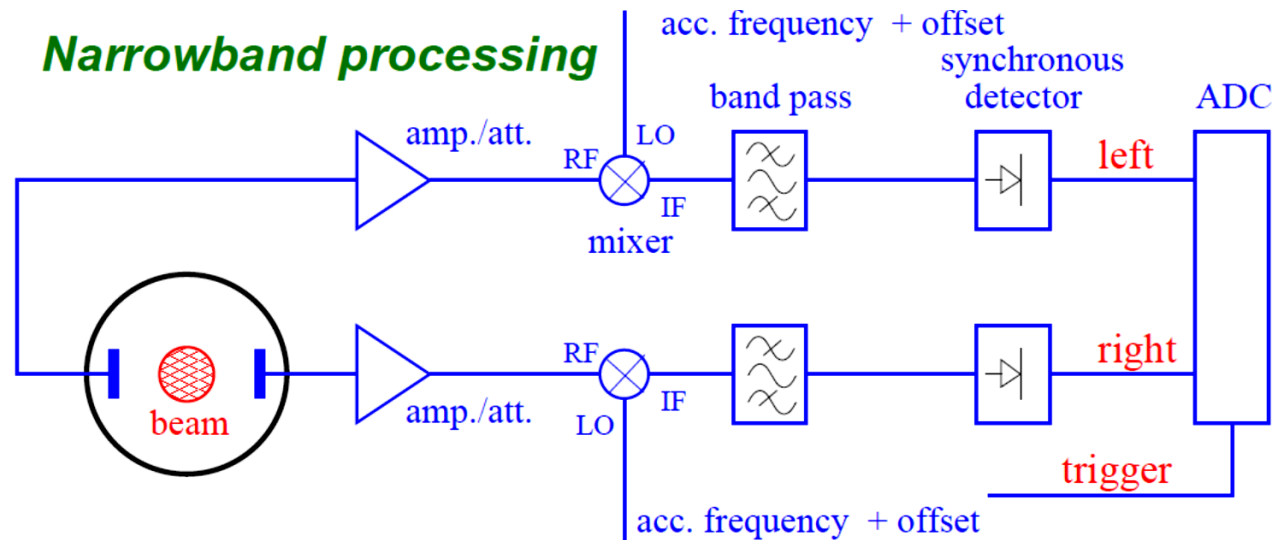 Narrowband processing
acc. frequency + offset
synchronous
detector
band pass
ADC
amp./att.
RF
LO
IF
mixer
left
beam
amp./att.
RF
LO
IF
right
trigger
acc. frequency + offset